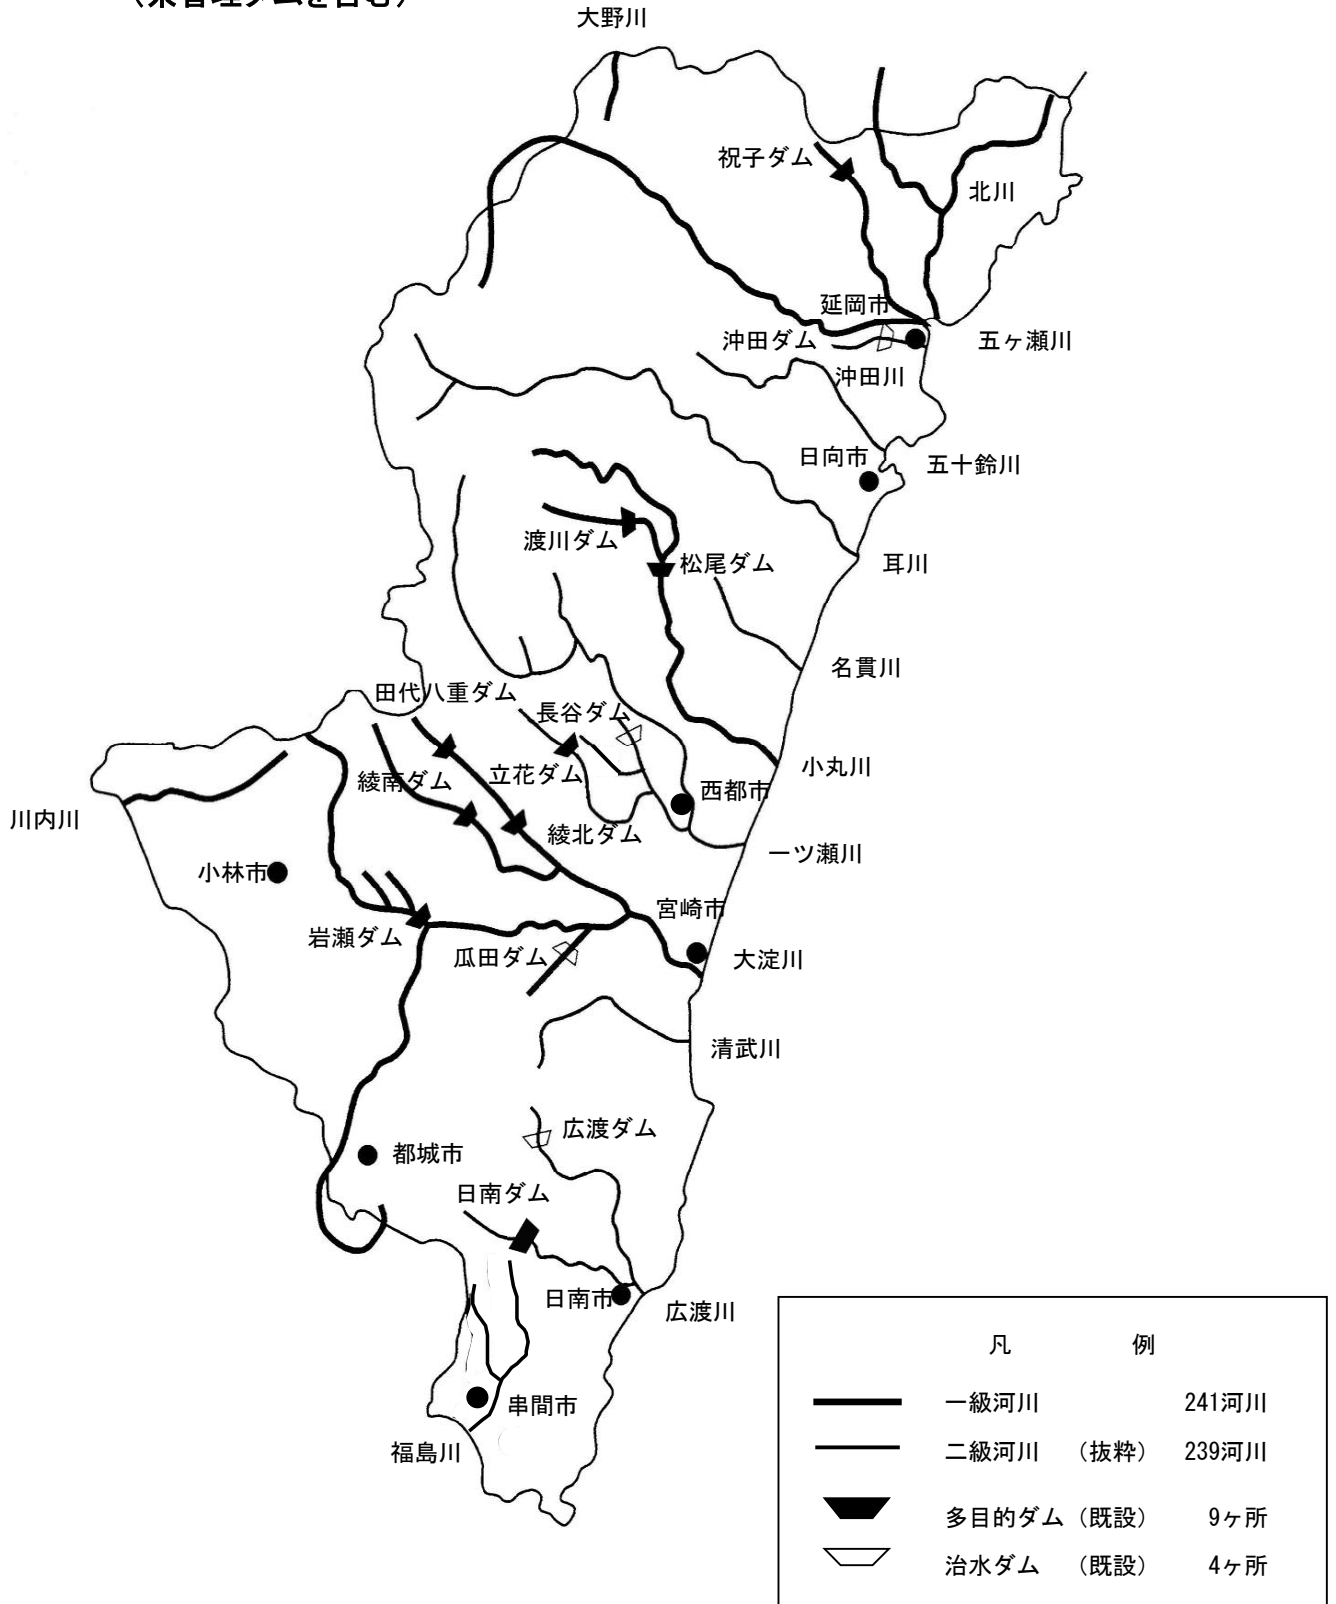 大野川
祝子ダム
北川
延岡市
沖田ダム
五ヶ瀬川
沖田川
日向市
五十鈴川
渡川ダム
松尾ダム
耳川
名貫川
田代八重ダム
長谷ダム
小丸川
綾南ダム
立花ダム
西都市
川内川
綾北ダム
一ツ瀬川
小林市
宮崎市
岩瀬ダム
瓜田ダム
大淀川
清武川
広渡ダム
都城市
日南ダム
日南市
広渡川
串間市
福島川
凡 例
一級河川 241河川
二級河川 (抜粋) 239河川
多目的ダム (既設) 9ヶ所
治水ダム (既設) 4ヶ所